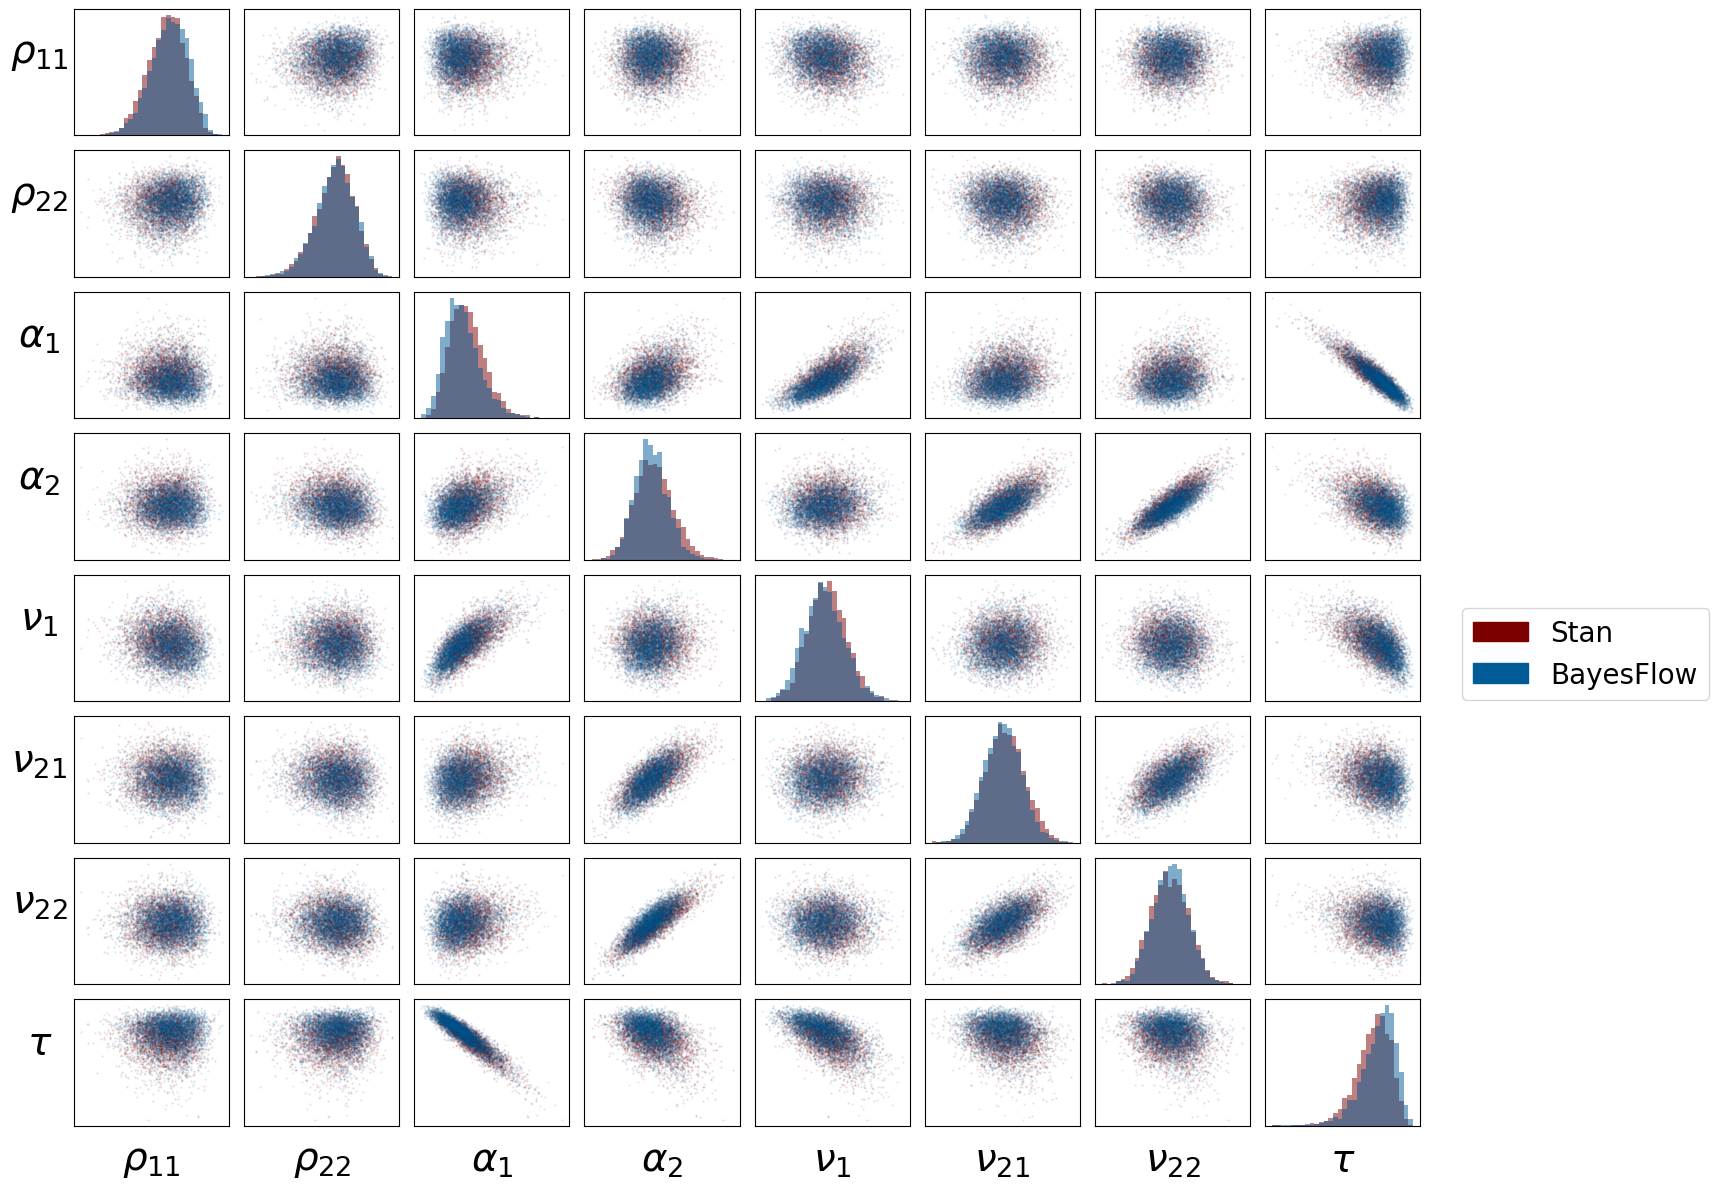 ρ11
ρ22
α1
α2
ν1
ν21
ν22
τ
Stan
BayesFlow
ρ11 ρ22 α1 α2 ν1 ν21 ν22 τ